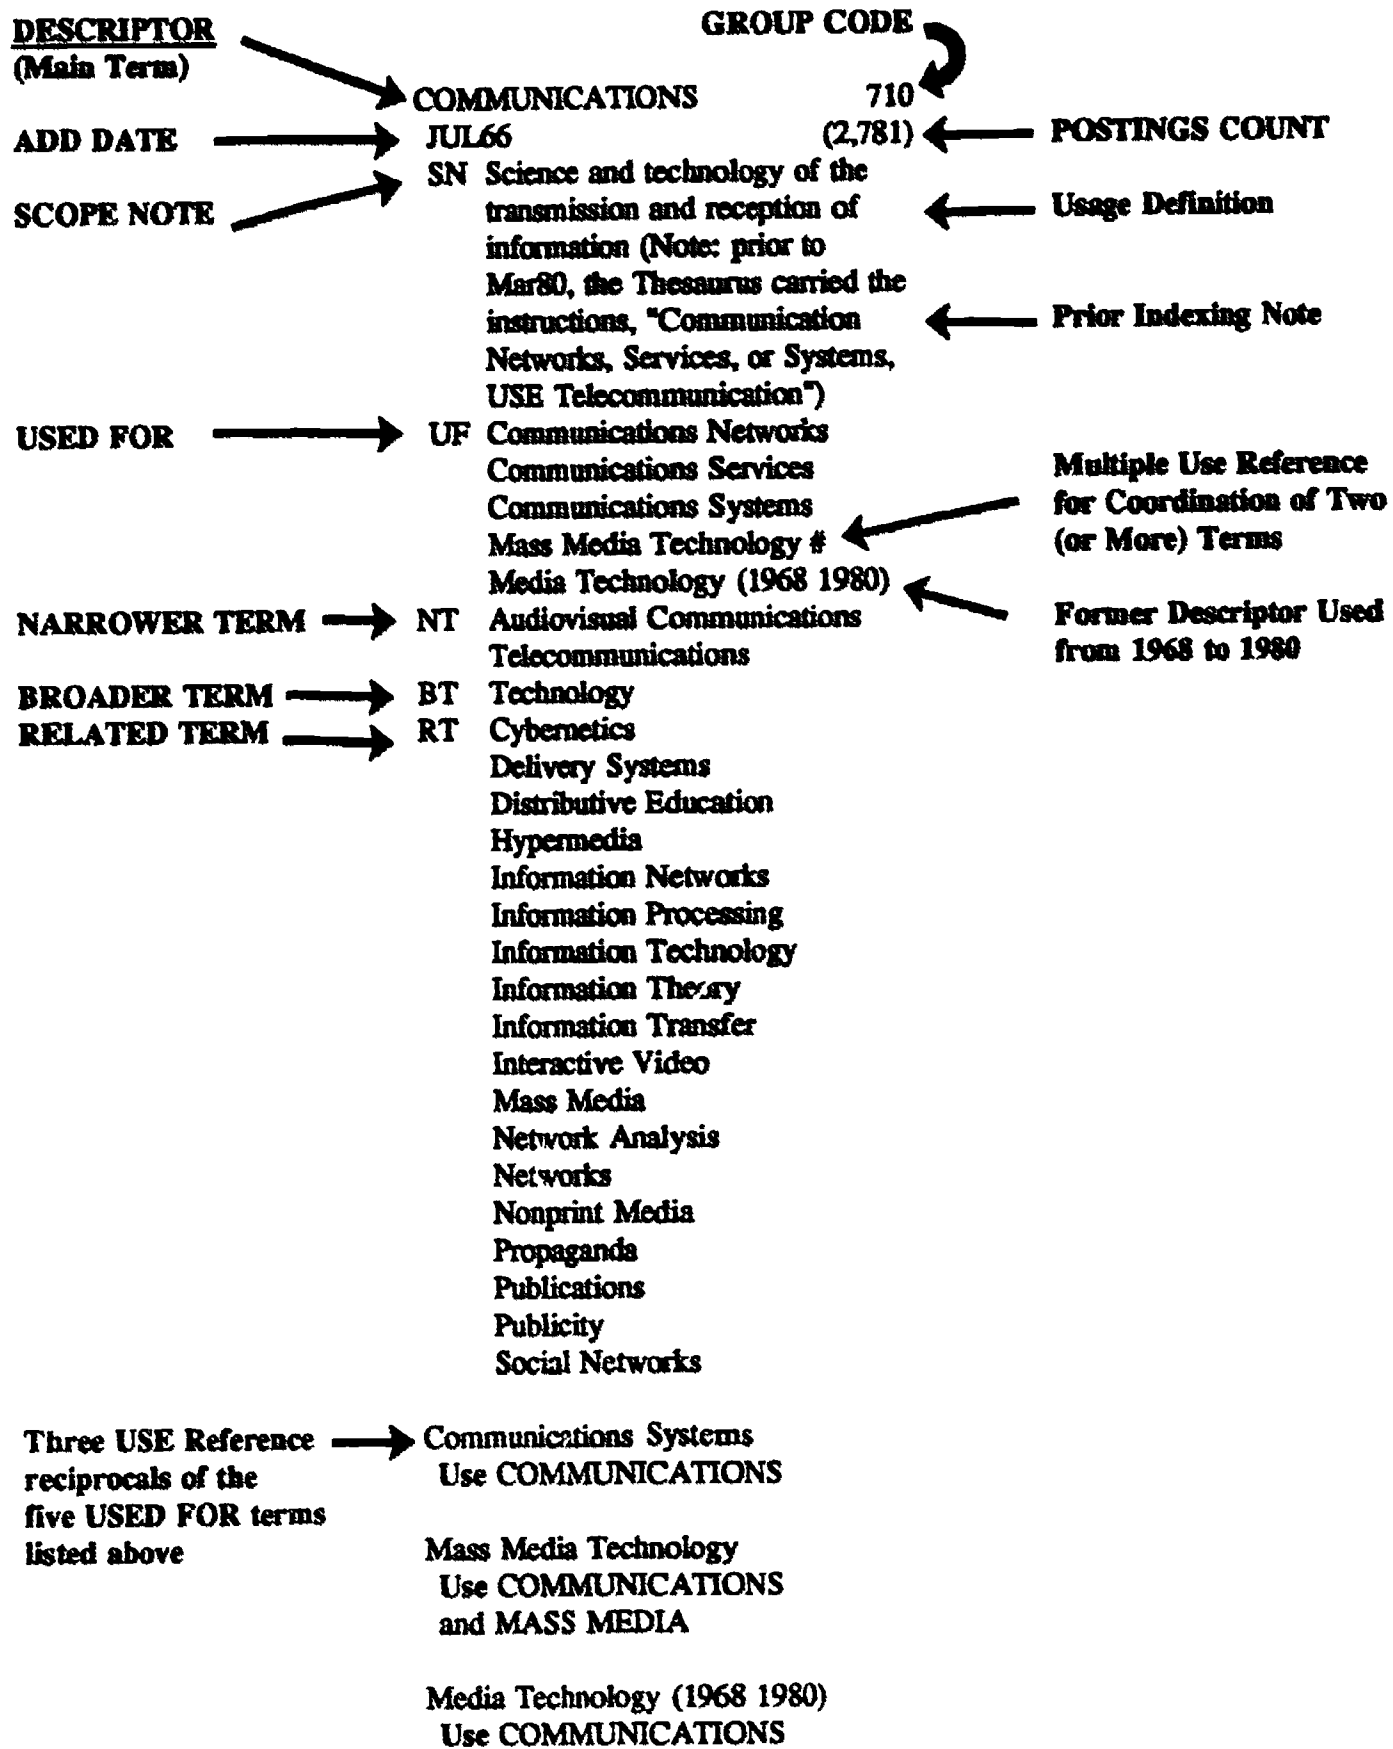 DESCRIPTOR
(Main Term)
GROUP CODE
COMMUNICATIONS 710
ADD DATE JUL66 (2,781) POSTINGS COUNT
SCOPE NOTE
SN Science and technology of the
transmission and reception of
Usage Definition
information (Note: prior to
Mar80, the Thesaurus carried the
instructions, "Communication
Prior Indexing Note
Networks, Services, or Systems,
USE Telecommunication")
USED FOR UF Communications Networks
Communications Services
Communications Systems
Mass Media Technology #
Multiple Use Reference
for Coordination of Two
(or More) Terms
Media Technology (1968 1980)
Former Descriptor Used
from 1968 to 1980
NARROWER TERM NT Audiovisual Communications
Telecommunications
BROADER TERM BT Technology
RELATED TERM RT Cybernetics
Delivery Systems
Distributive Education
Hypermedia
Information Networks
Information Processing
Information Technology
Information Theory
Information Transfer
Interactive Video
Mass Media
Network Analysis
Networks
Nonprint Media
Propaganda
Publications
Publicity
Social Networks
Three USE Reference
reciprocals of the
five USED FOR terms
listed above
Communications Systems
Use COMMUNICATIONS
Mass Media Technology
Use COMMUNICATIONS
and MASS MEDIA
Media Technology (1968 1980)
Use COMMUNICATIONS